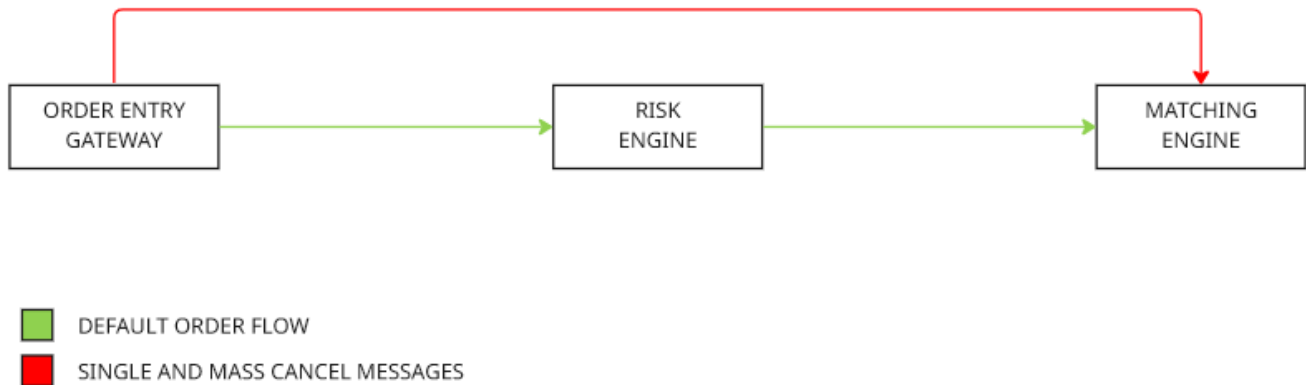 ORDER ENTRY
GATEWAY
RISK
ENGINE
MATCHING
ENGINE
DEFAULT ORDER FLOW
SINGLE AND MASS CANCEL MESSAGES